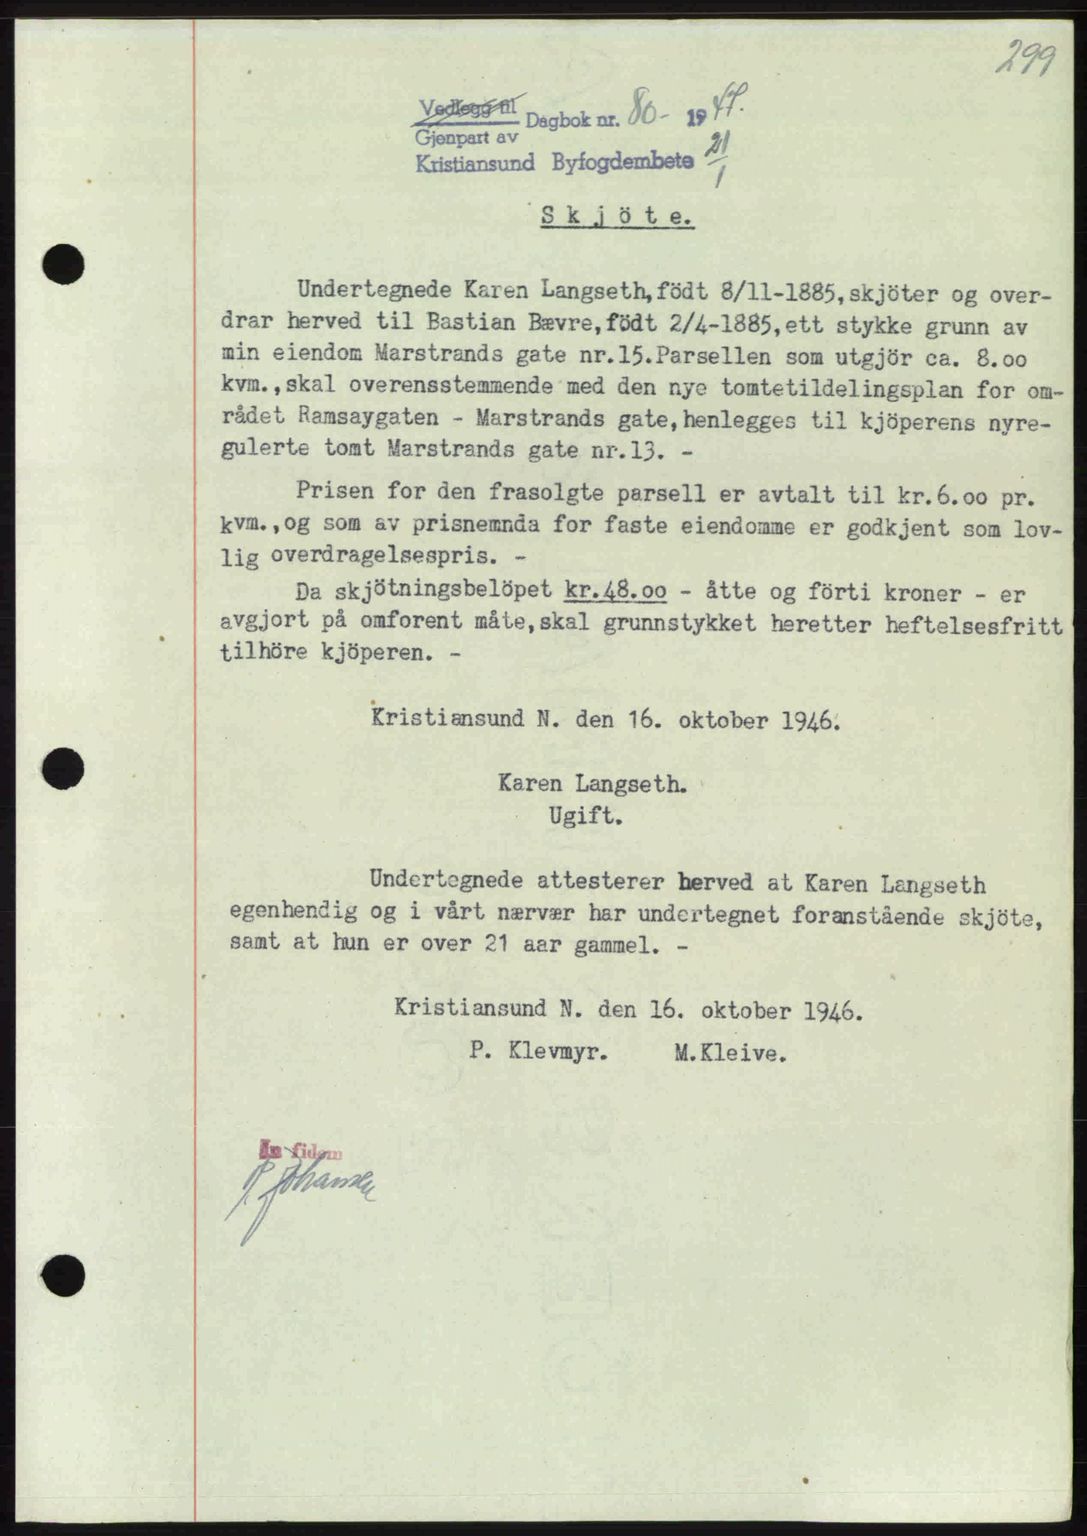 299
Vedlegg til
Dagbok nr. 80- 1947.
Gjenpart av
Kristiansund Byfogdembete 21/1
Skjöte.
Undertegnede Karen Langseth, födt 8/11-1885, skjöter og over-
drar herved til Bastian Bævre, födt 2/4-1885, ett stykke grunn av
min eiendom Marstrands gate nr.15. Parsellen som utgjör ca. 8.oo
kvm., skal overensstemmende med den nye tomtetildelingsplan for om-
rådet Ramsaygaten - Marstrands gate, henlegges til kjöperens nyre-
gulerte tomt Marstrands gate nr.13. -
Prisen for den frasolgte parsell er avtalt til kr.6.oo pr.
kvm., og som av prisnemnda for faste eiendomme er godkjent som lov-
lig overdragelsespris. -
Da skjötningsbelöpet kr.48.oo - åtte og förti kroner - er
avgjort på omforent måte, skal grunnstykket heretter heftelsesfritt
tilhöre kjöperen. -
Kristiansund N. den 16. oktober 1946.
Karen Langseth.
Ugift.
Undertegnede attesterer herved at Karen Langseth
egenhendig og i vårt nærvær har undertegnet foranstående skjöte,
samt at hun er over 21 aar gammel. -
Kristiansund N. den 16. oktober 1946.
P. Klevmyr. M.Kleive.
In fidem
P. Johansen